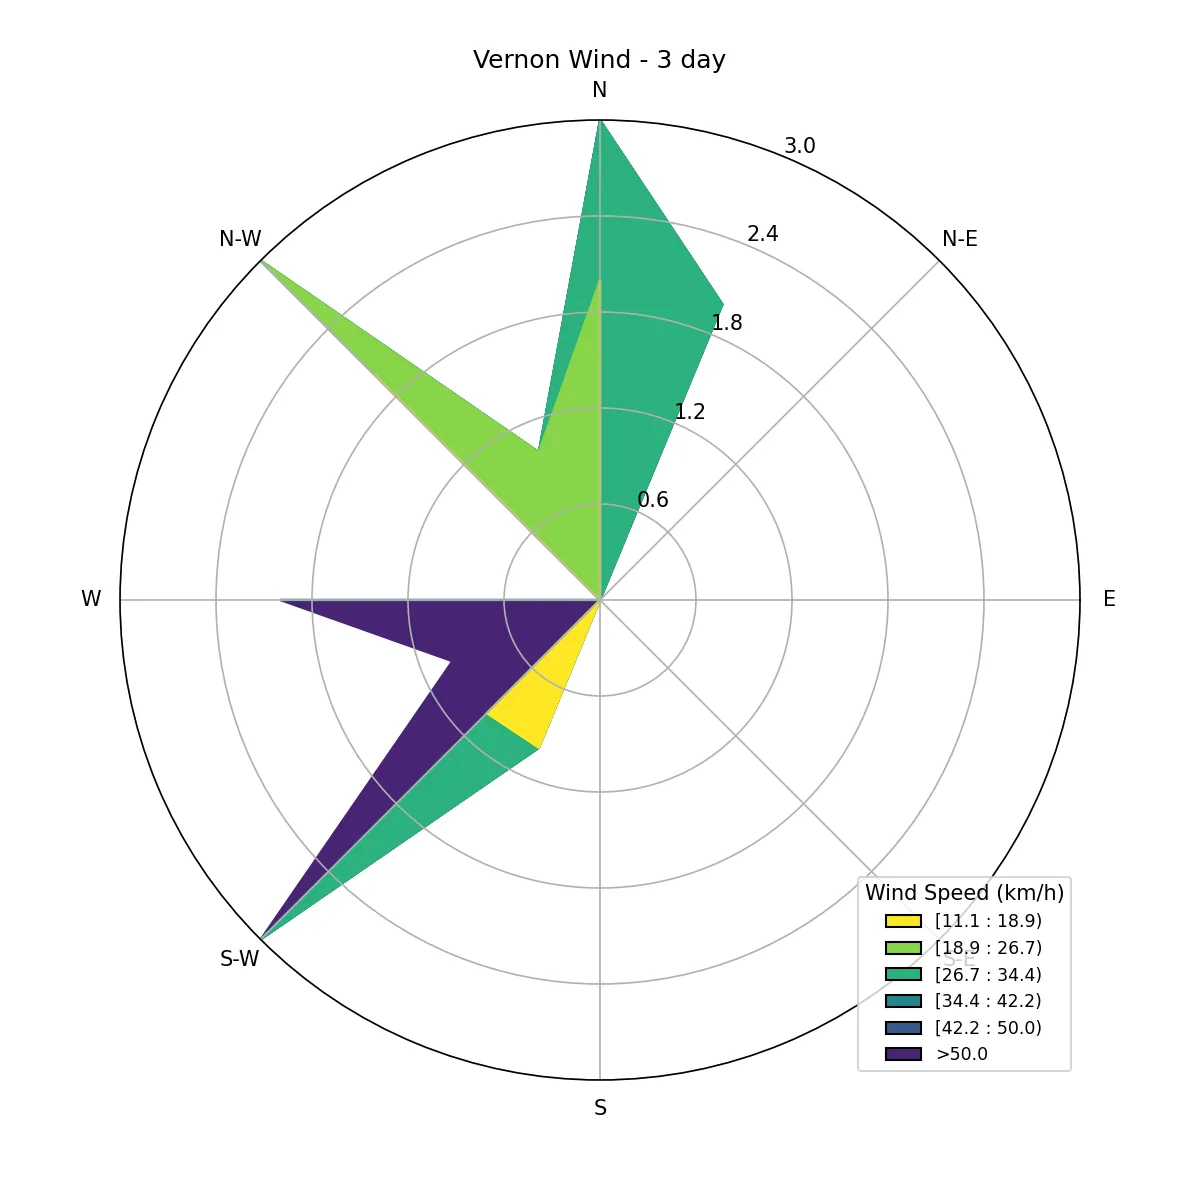 Vernon Wind - 3 day
N
3.0
2.4
N-W
N-E
1.8
1.2
0.6
W
E
S-W
S-E
S
Wind Speed (km/h)
[11.1 : 18.9)
[18.9 : 26.7)
[26.7 : 34.4)
[34.4 : 42.2)
[42.2 : 50.0)
>50.0